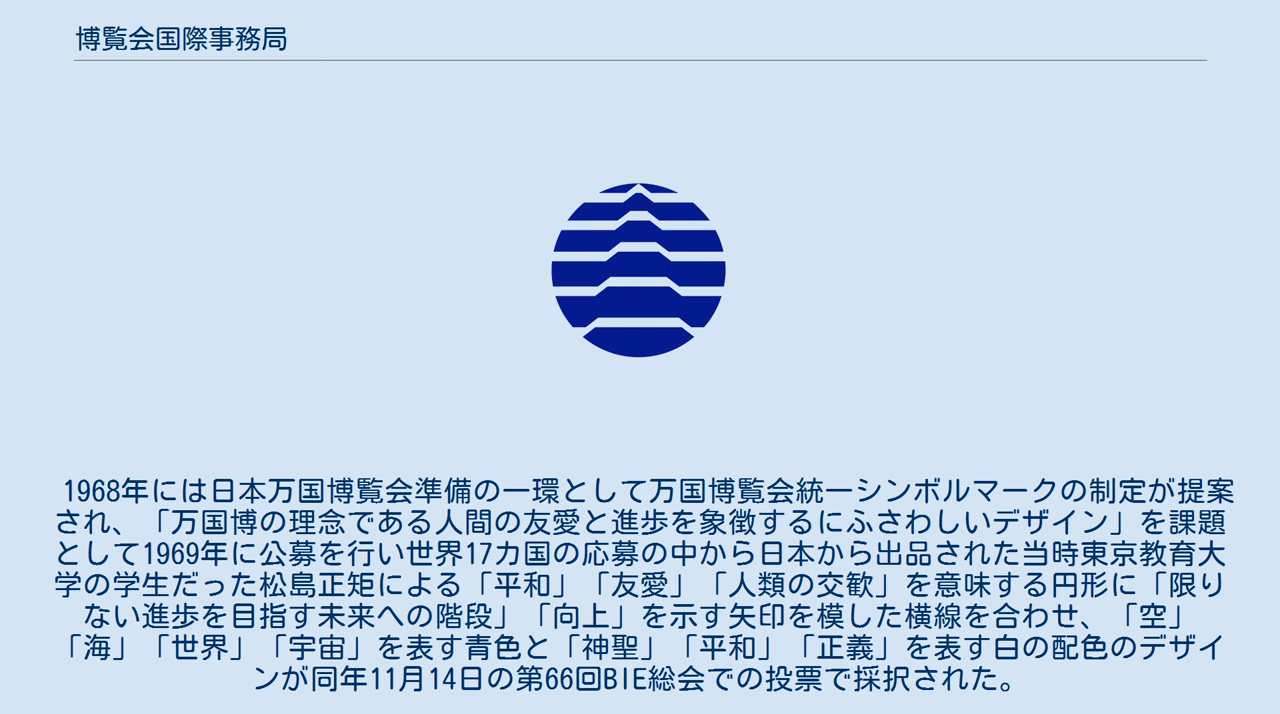 博覧会国際事務局
1968年には日本万国博覧会準備の一環として万国博覧会統一シンボルマークの制定が提案
され、「万国博の理念である人間の友愛と進歩を象徴するにふさわしいデザイン」を課題
として1969年に公募を行い世界17カ国の応募の中から日本から出品された当時東京教育大
学の学生だった松島正矩による「平和」「友愛」「人類の交歓」を意味する円形に「限り
ない進歩を目指す未来への階段」「向上」を示す矢印を模した横線を合わせ、「空」
「海」「世界」「宇宙」を表す青色と「神聖」「平和」「正義」を表す白の配色のデザイ
ンが同年11月14日の第66回BIE総会での投票で採択された。